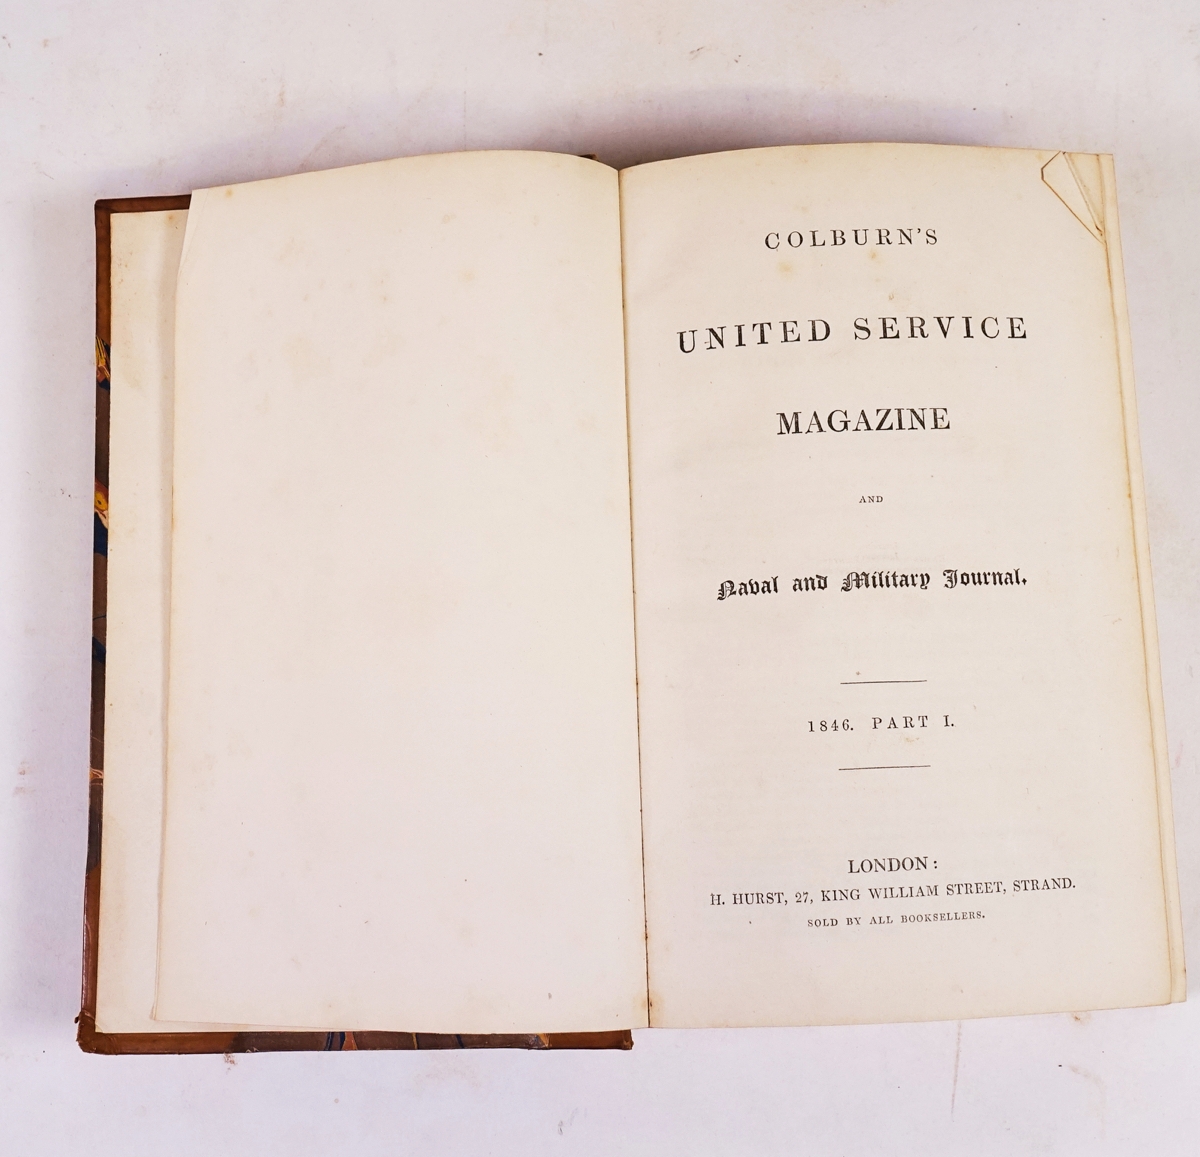 COLBURN'S
UNITED SERVICE
MAGAZINE
AND
Naval and Military Journal.
1846. PART I.
LONDON:
H. HURST, 27, KING WILLIAM STREET, STRAND.
SOLD BY ALL BOOKSELLERS.